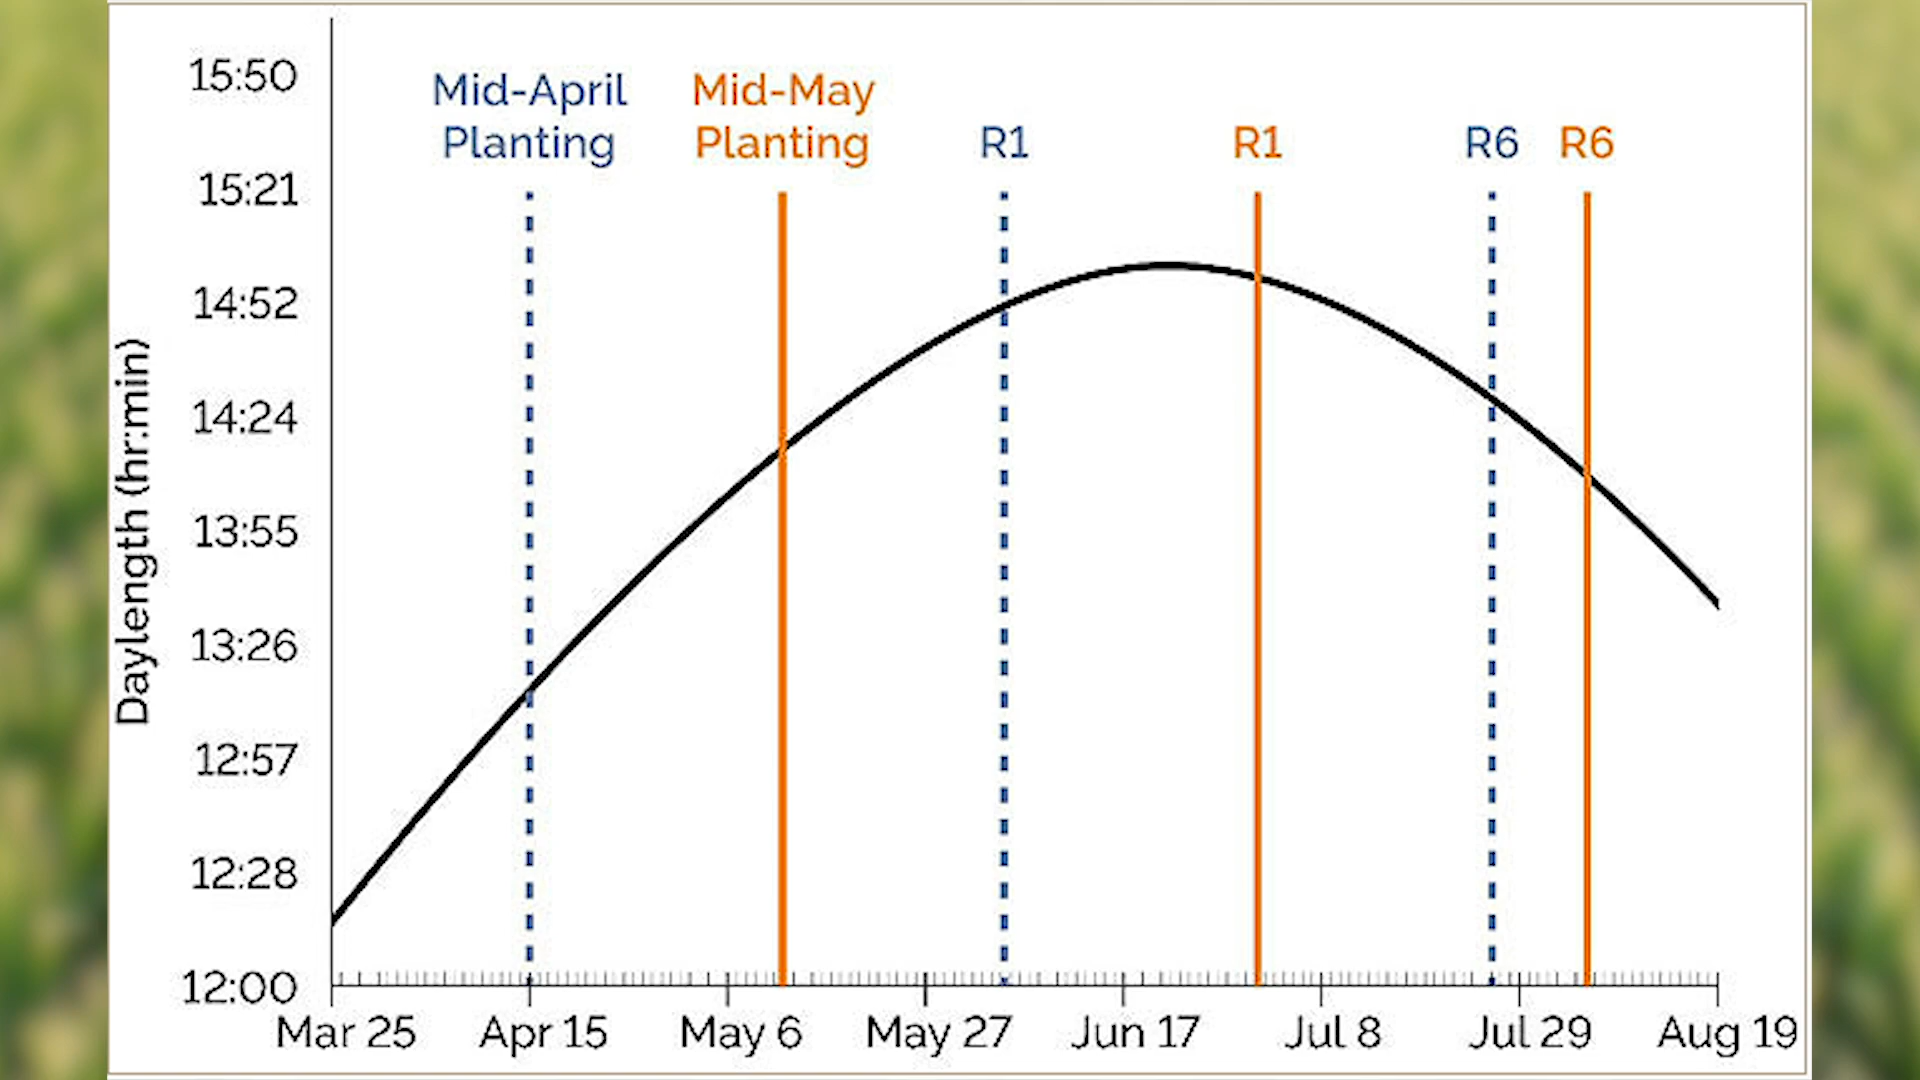 Mid-April
Planting
Mid-May
Planting
R1
R1
R6
R6
Daylength (hr:min)
15:50
15:21
14:52
14:24
13:55
13:26
12:57
12:28
12:00
Mar 25
Apr 15
May 6
May 27
Jun 17
Jul 8
Jul 29
Aug 19